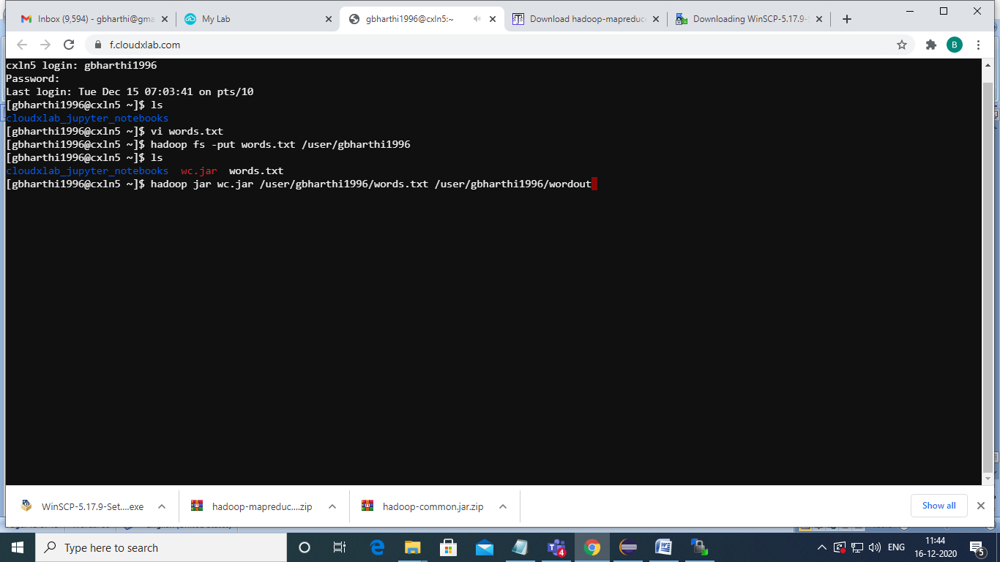 Inbox (9,594) - gbharthi@gma
My Lab
gbharthi1996@cxln5:~
Download hadoop-mapreduc
Downloading WinSCP-5.17.9-S
f.cloudxlab.com
B
cxln5 login: gbharthi1996
Password:
Last login: Tue Dec 15 07:03:41 on pts/10
[gbharthi1996@cxln5 ~]$ ls
cloudxlab_jupyter_notebooks
[gbharthi1996@cxln5 ~]$ vi words.txt
[gbharthi1996@cxln5 ~]$ hadoop fs -put words.txt /user/gbharthi1996
[gbharthi1996@cxln5 ~]$ ls
cloudxlab_jupyter_notebooks wc.jar words.txt
[gbharthi1996@cxln5 ~]$ hadoop jar wc.jar /user/gbharthi1996/words.txt /user/gbharthi1996/wordout
WinSCP-5.17.9-Set....exe
hadoop-mapreduc....zip
hadoop-common.jar.zip
Show all
Type here to search
4
ENG
11:44
16-12-2020
5